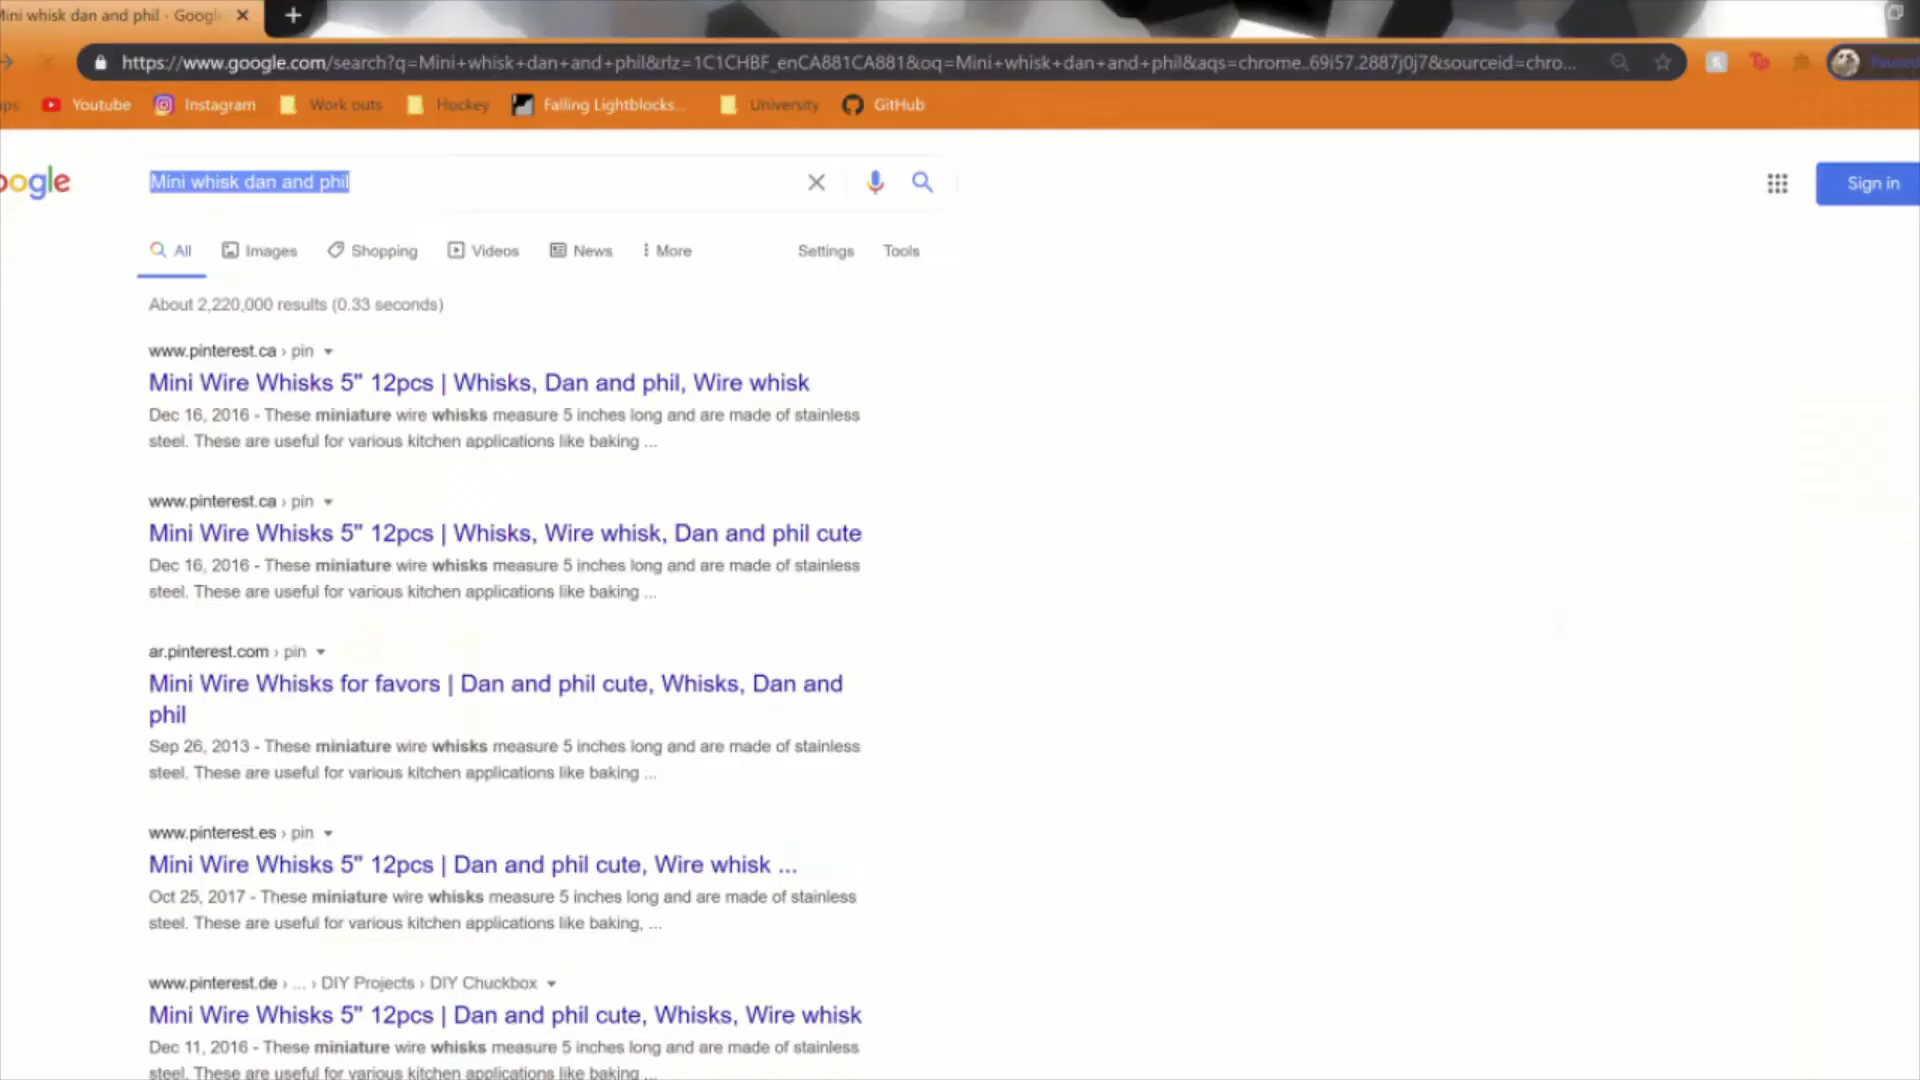 Mini whisk dan and phil - Googl
https://www.google.com/search?q=Mini+whisk+dan+and+phil&rlz=1C1CHBF_enCA881CA881&oq=Mini+whisk+dan+and+phil&aqs=chrome..69i57.2887j0j7&sourceid=chro...
Paused
ps Youtube Instagram Work outs Hockey Falling Lightblocks... University GitHub
oogle Mini whisk dan and phil Sign in
All Images Shopping Videos News More Settings Tools
About 2,220,000 results (0.33 seconds)
www.pinterest.ca › pin
Mini Wire Whisks 5" 12pcs | Whisks, Dan and phil, Wire whisk
Dec 16, 2016 - These miniature wire whisks measure 5 inches long and are made of stainless
steel. These are useful for various kitchen applications like baking ...
www.pinterest.ca › pin
Mini Wire Whisks 5" 12pcs | Whisks, Wire whisk, Dan and phil cute
Dec 16, 2016 - These miniature wire whisks measure 5 inches long and are made of stainless
steel. These are useful for various kitchen applications like baking ...
ar.pinterest.com › pin
Mini Wire Whisks for favors | Dan and phil cute, Whisks, Dan and
phil
Sep 26, 2013 - These miniature wire whisks measure 5 inches long and are made of stainless
steel. These are useful for various kitchen applications like baking ...
www.pinterest.es › pin
Mini Wire Whisks 5" 12pcs | Dan and phil cute, Wire whisk ...
Oct 25, 2017 - These miniature wire whisks measure 5 inches long and are made of stainless
steel. These are useful for various kitchen applications like baking, ...
www.pinterest.de › ... › DIY Projects › DIY Chuckbox
Mini Wire Whisks 5" 12pcs | Dan and phil cute, Whisks, Wire whisk
Dec 11, 2016 - These miniature wire whisks measure 5 inches long and are made of stainless
steel. These are useful for various kitchen applications like baking ...